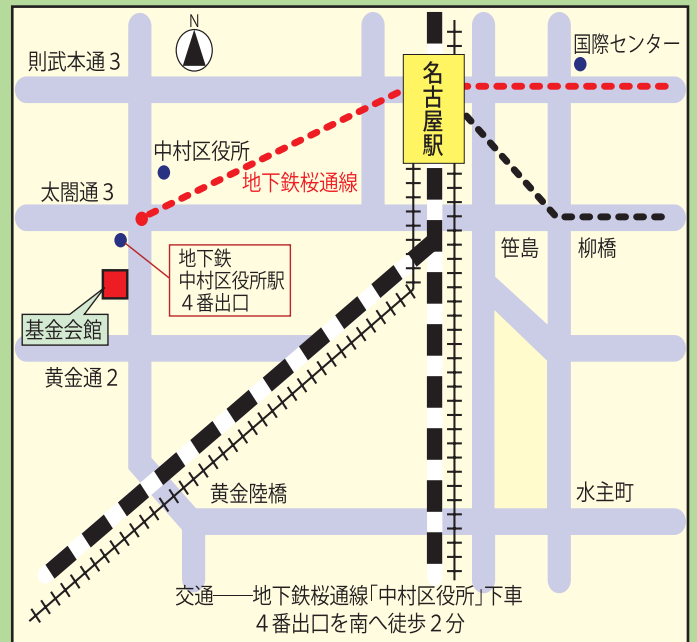 N
国際センター
則武本通3
名古屋駅
中村区役所
地下鉄桜通線
太閤通3
笹島
柳橋
地下鉄
中村区役所駅
4番出口
基金会館
黄金通2
黄金陸橋
水主町
交通——地下鉄桜通線「中村区役所」下車
4番出口を南へ徒歩2分